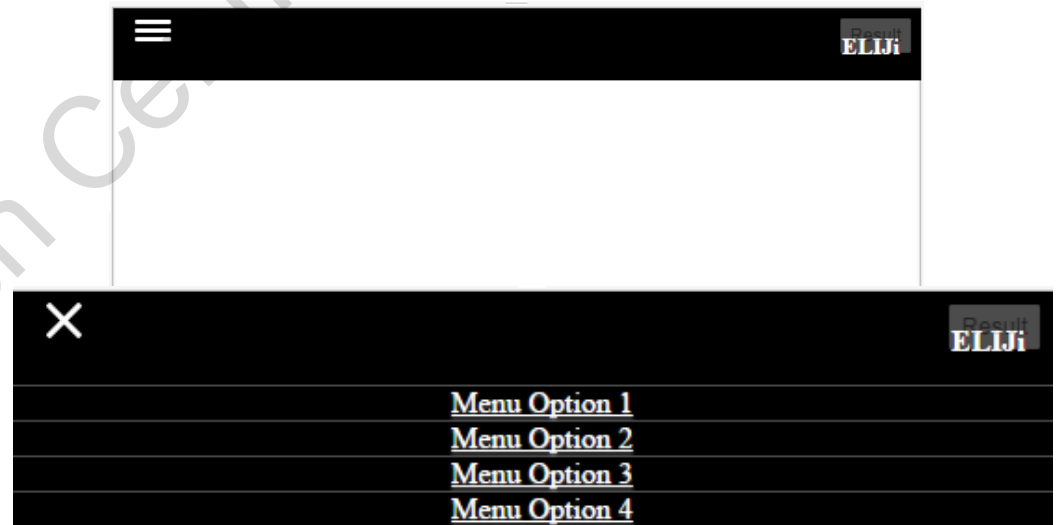 Result
ELIJi
Result
ELIJi
Menu Option 1
Menu Option 2
Menu Option 3
Menu Option 4